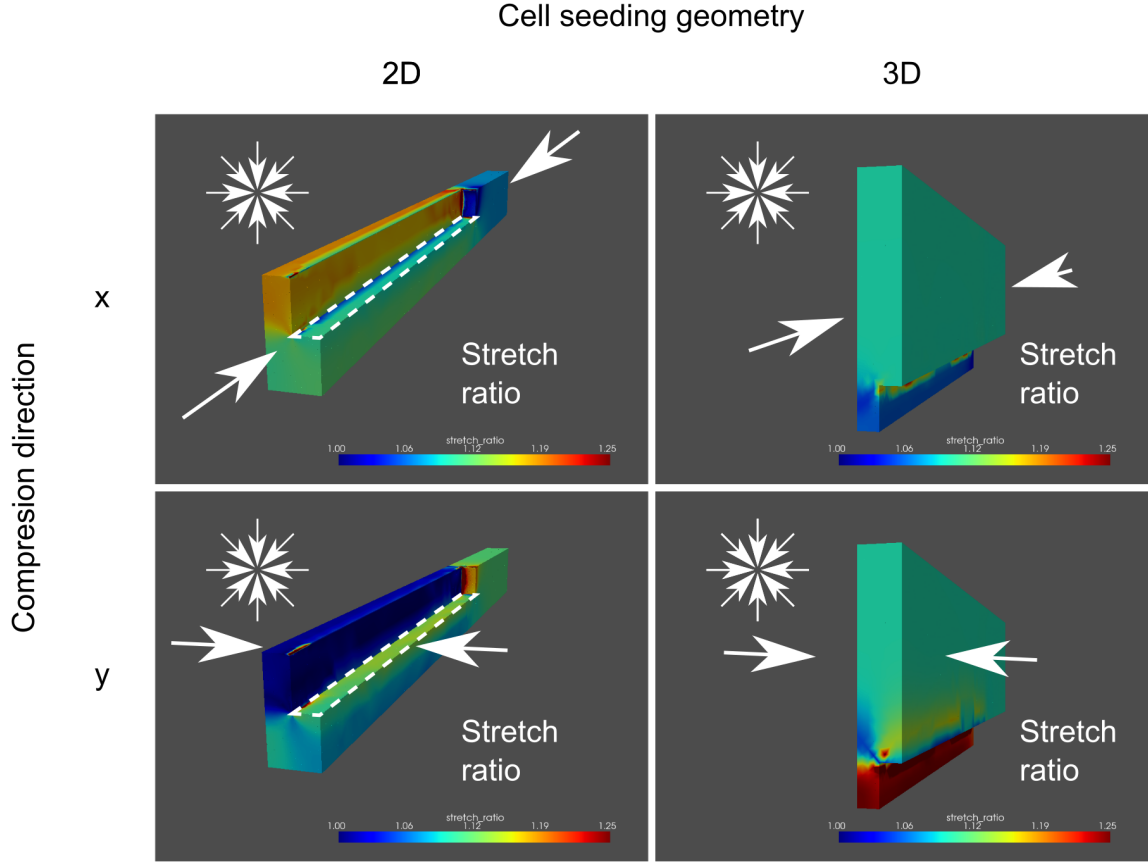 Cell seeding geometry
2D
3D
Compresion direction
x
Stretch
ratio
stretch_ratio
1.00 1.06 1.12 1.19 1.25
Stretch
ratio
stretch_ratio
1.00 1.06 1.12 1.19 1.25
y
Stretch
ratio
stretch_ratio
1.00 1.06 1.12 1.19 1.25
Stretch
ratio
stretch_ratio
1.00 1.06 1.12 1.19 1.25